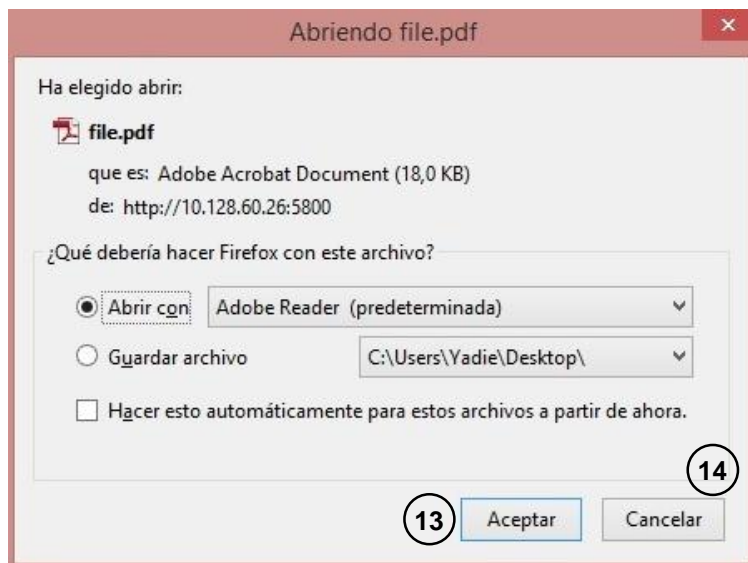 Abriendo file.pdf
Ha elegido abrir:
file.pdf
que es: Adobe Acrobat Document (18,0 KB)
de: http://10.128.60.26:5800
¿Qué debería hacer Firefox con este archivo?
Abrir con Adobe Reader (predeterminada)
Guardar archivo C:\Users\Yadie\Desktop\
Hacer esto automáticamente para estos archivos a partir de ahora.
14
13 Aceptar Cancelar